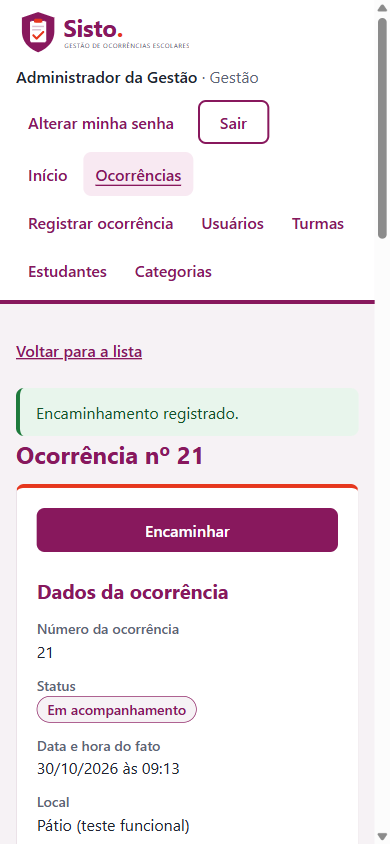 Sisto.
GESTÃO DE OCORRÊNCIAS ESCOLARES
Administrador da Gestão · Gestão
Alterar minha senha
Sair
Início
Ocorrências
Registrar ocorrência
Usuários
Turmas
Estudantes
Categorias
Voltar para a lista
Encaminhamento registrado.
Ocorrência nº 21
Encaminhar
Dados da ocorrência
Número da ocorrência
21
Status
Em acompanhamento
Data e hora do fato
30/10/2026 às 09:13
Local
Pátio (teste funcional)